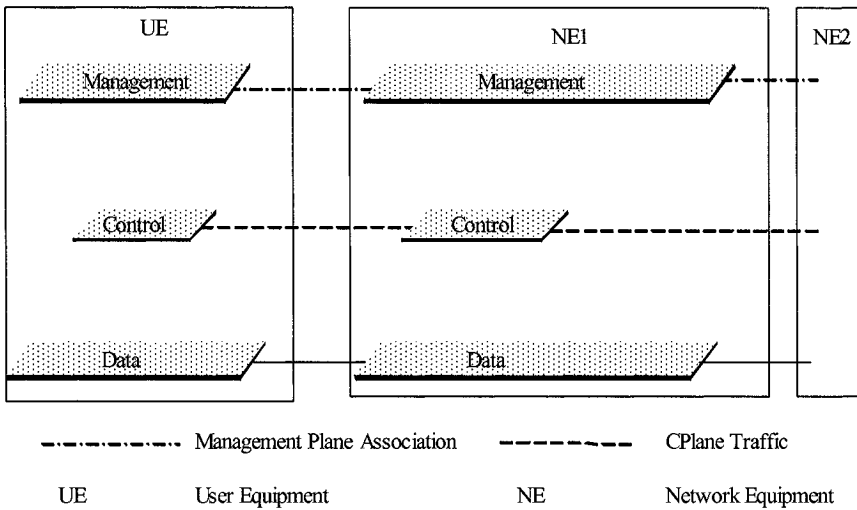 UE
NE1
NE2
Management
Management
Control
Control
Data
Data
Management Plane Association
CPlane Traffic
UE User Equipment
NE Network Equipment